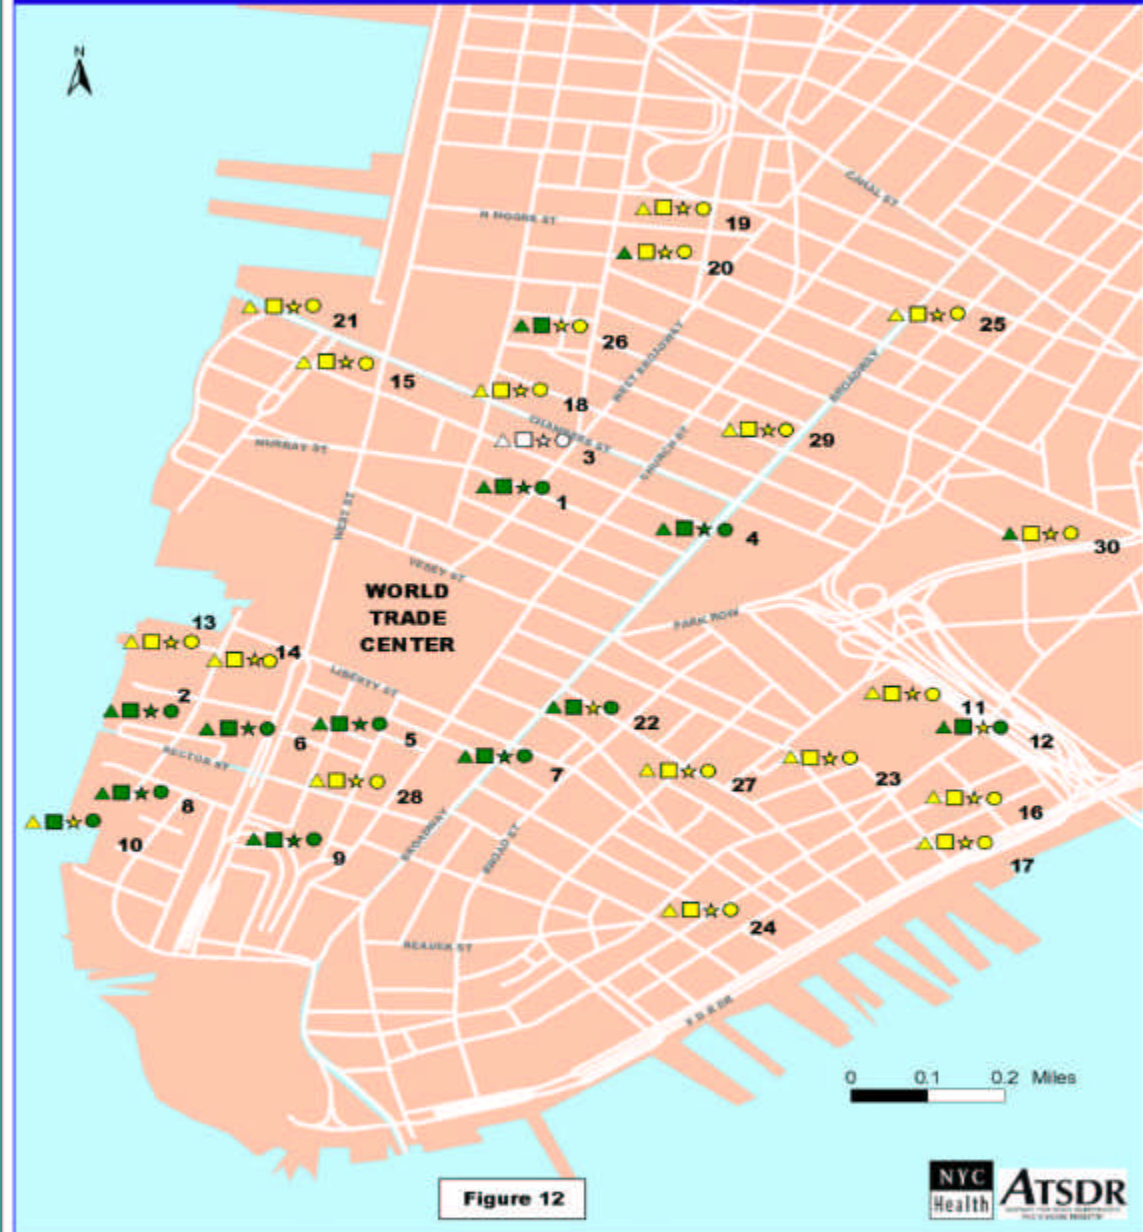 N
CANAL ST
N MOORE ST
19
20
21
26
25
15
18
WEST BROADWAY
BROADWAY
CHAMBERS ST
29
MURRAY ST
3
CHURCH ST
1
WEST ST
4
30
VESEY ST
WORLD
TRADE
CENTER
PARK ROW
13
14
LIBERTY ST
2
11
22
6
5
12
RECTOR ST
7
27
23
28
8
16
BROADWAY
BROAD ST
10
9
17
24
BEAVER ST
F D R DR
0 0.1 0.2 Miles
Figure 12
NYC
Health
ATSDR